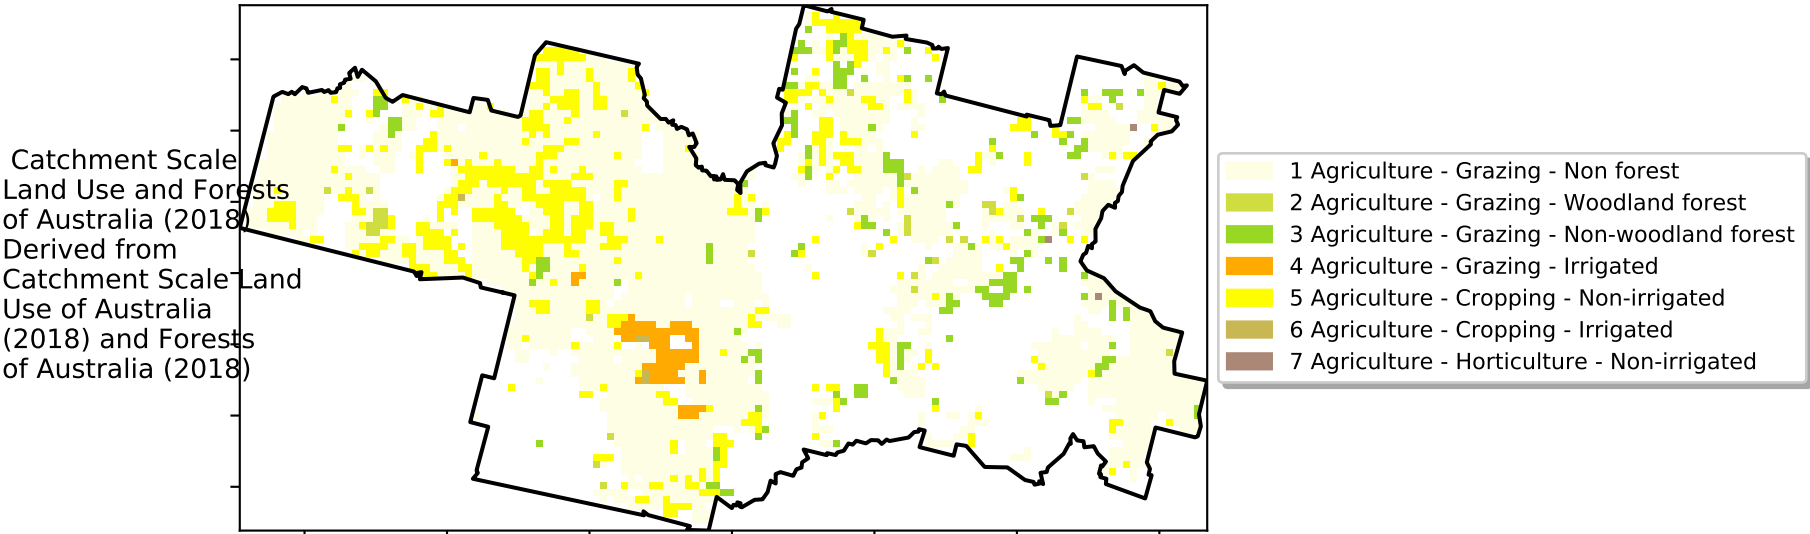 Catchment Scale
Land Use and Forests
of Australia (2018)
Derived from
Catchment Scale Land
Use of Australia
(2018) and Forests
of Australia (2018)
1 Agriculture - Grazing - Non forest
2 Agriculture - Grazing - Woodland forest
3 Agriculture - Grazing - Non-woodland forest
4 Agriculture - Grazing - Irrigated
5 Agriculture - Cropping - Non-irrigated
6 Agriculture - Cropping - Irrigated
7 Agriculture - Horticulture - Non-irrigated